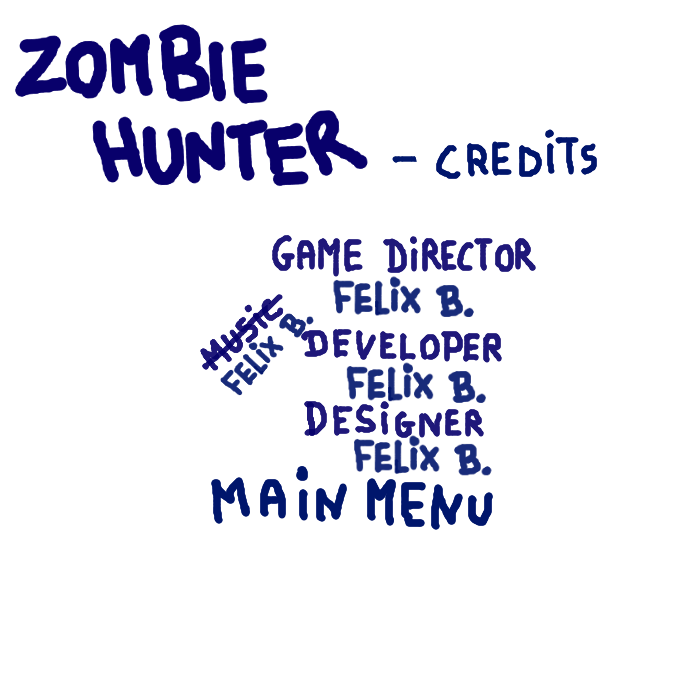 ZOMBIE
HUNTER - CREDITS
GAME DIRECTOR
FELIX B.
MUSIC
FELIX B.
DEVELOPER
FELIX B.
DESIGNER
FELIX B.
MAIN MENU